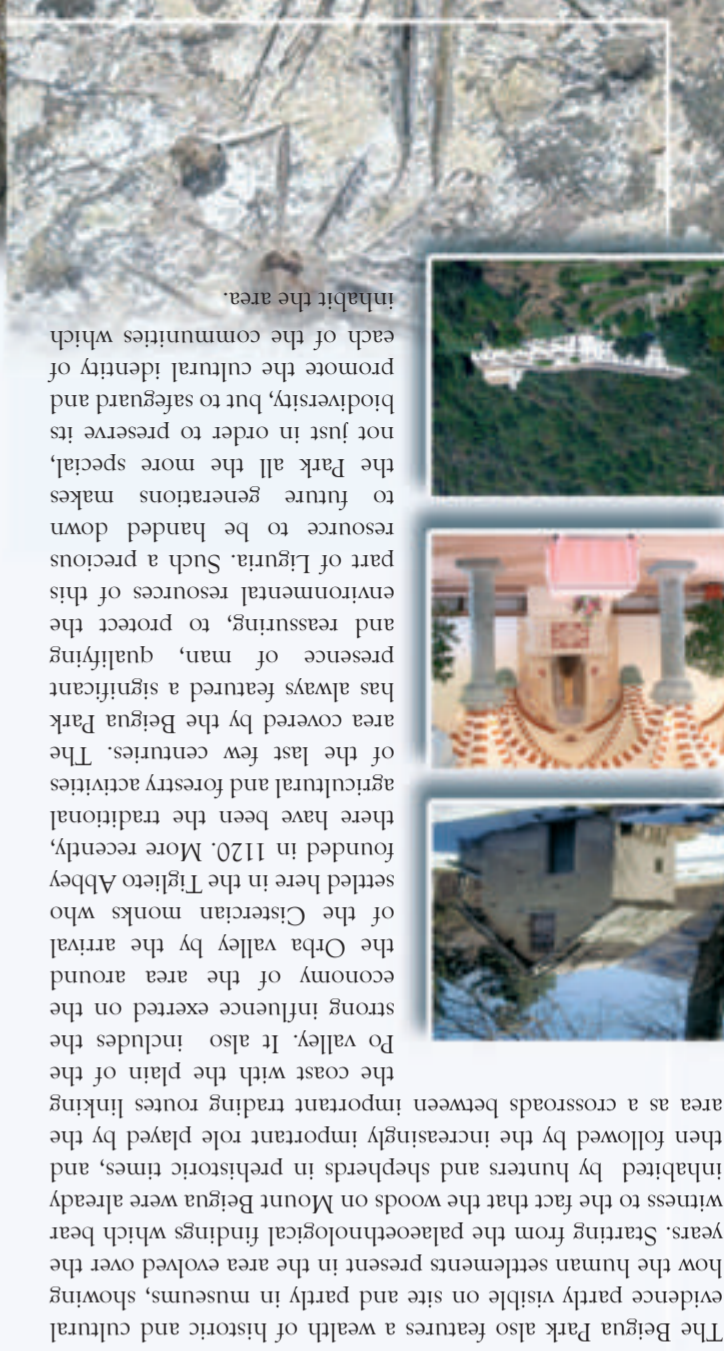 The Beigua Park also features a wealth of historic and cultural
evidence partly visible on site and partly in museums, showing
how the human settlements present in the area evolved over the
years. Starting from the palaeoethnological findings which bear
witness to the fact that the woods on Mount Beigua were already
inhabited by hunters and shepherds in prehistoric times, and
then followed by the increasingly important role played by the
area as a crossroads between important trading routes linking
the coast with the plain of the
Po valley. It also includes the
strong influence exerted on the
economy of the area around
the Orba valley by the arrival
of the Cistercian monks who
settled here in the Tiglieto Abbey
founded in 1120. More recently,
there have been the traditional
agricultural and forestry activities
of the last few centuries. The
area covered by the Beigua Park
has always featured a significant
presence of man, qualifying
and reassuring, to protect the
environmental resources of this
part of Liguria. Such a precious
resource to be handed down
to future generations makes
the Park all the more special,
not just in order to preserve its
biodiversity, but to safeguard and
promote the cultural identity of
each of the communities which
inhabit the area.